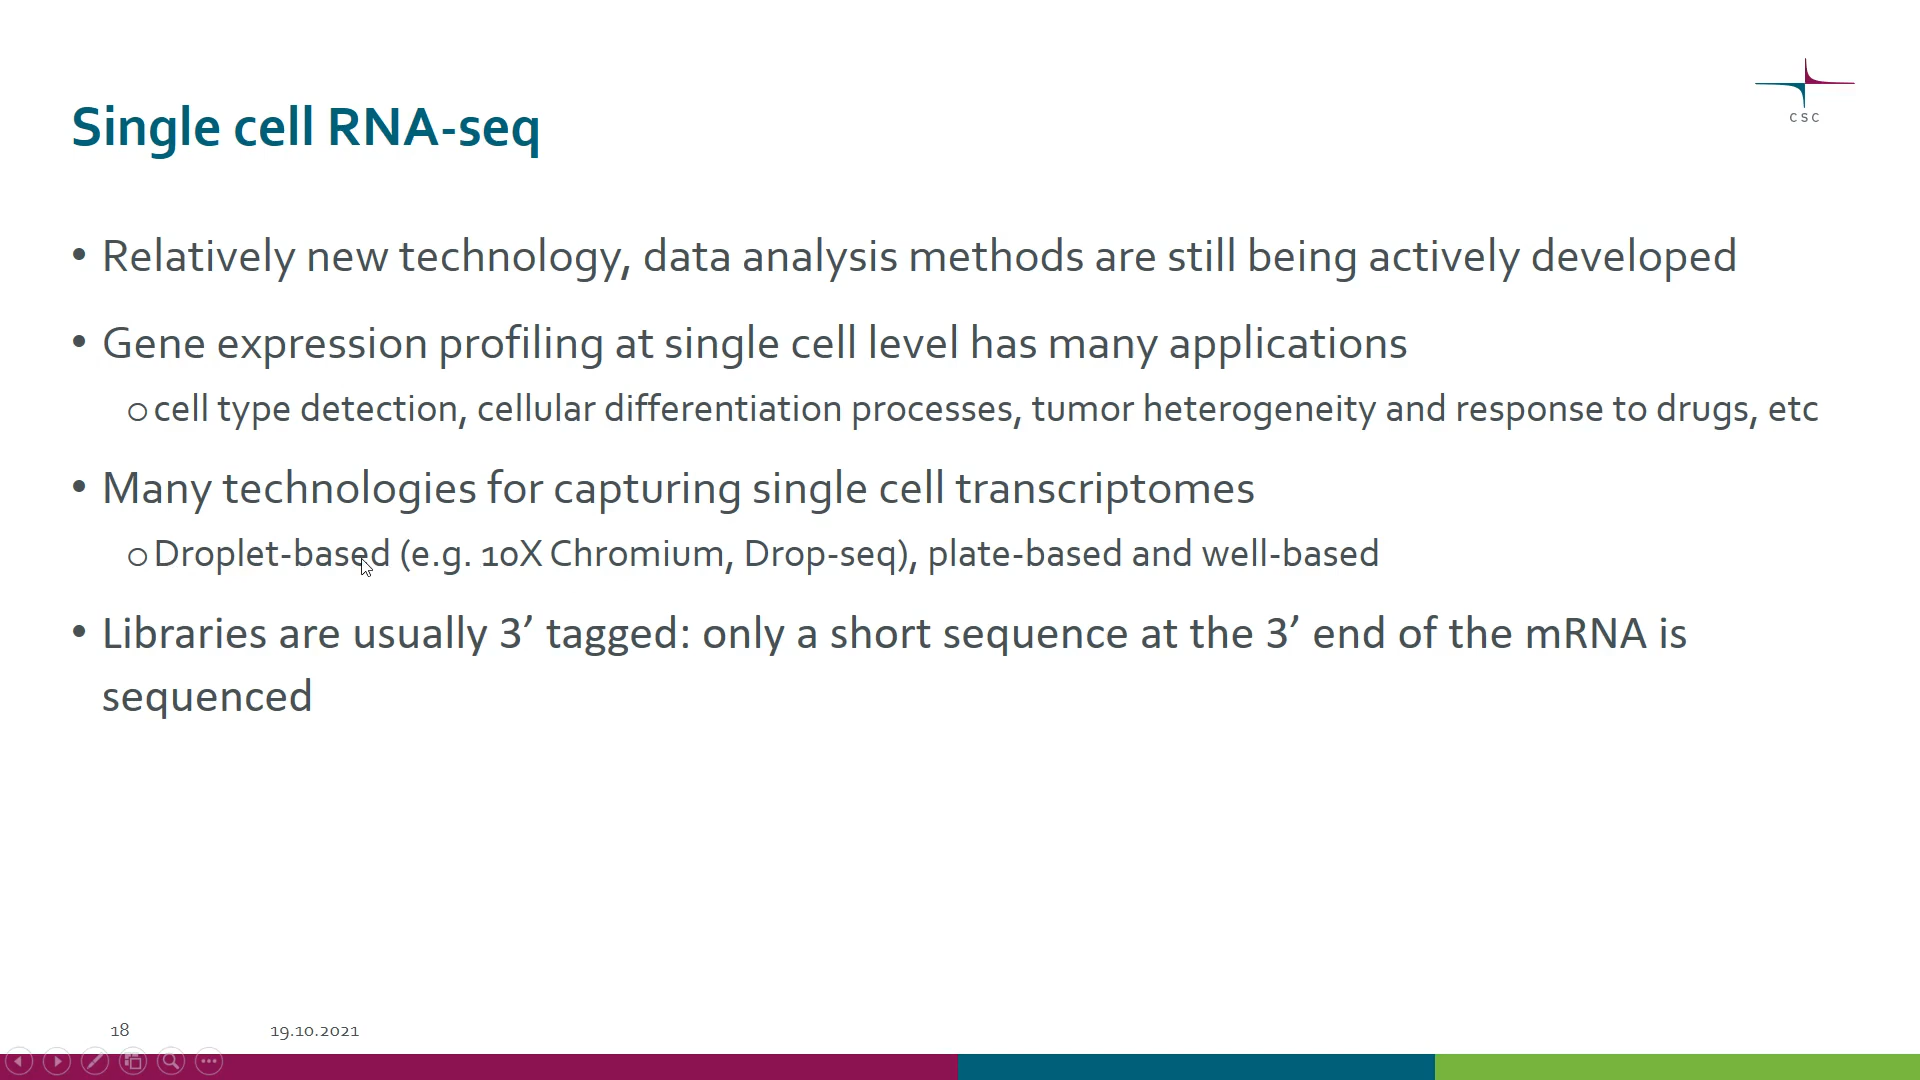 CSC
Single cell RNA-seq
• Relatively new technology, data analysis methods are still being actively developed
• Gene expression profiling at single cell level has many applications
o cell type detection, cellular differentiation processes, tumor heterogeneity and response to drugs, etc
• Many technologies for capturing single cell transcriptomes
o Droplet-based (e.g. 10X Chromium, Drop-seq), plate-based and well-based
• Libraries are usually 3’ tagged: only a short sequence at the 3’ end of the mRNA is
sequenced
18 19.10.2021